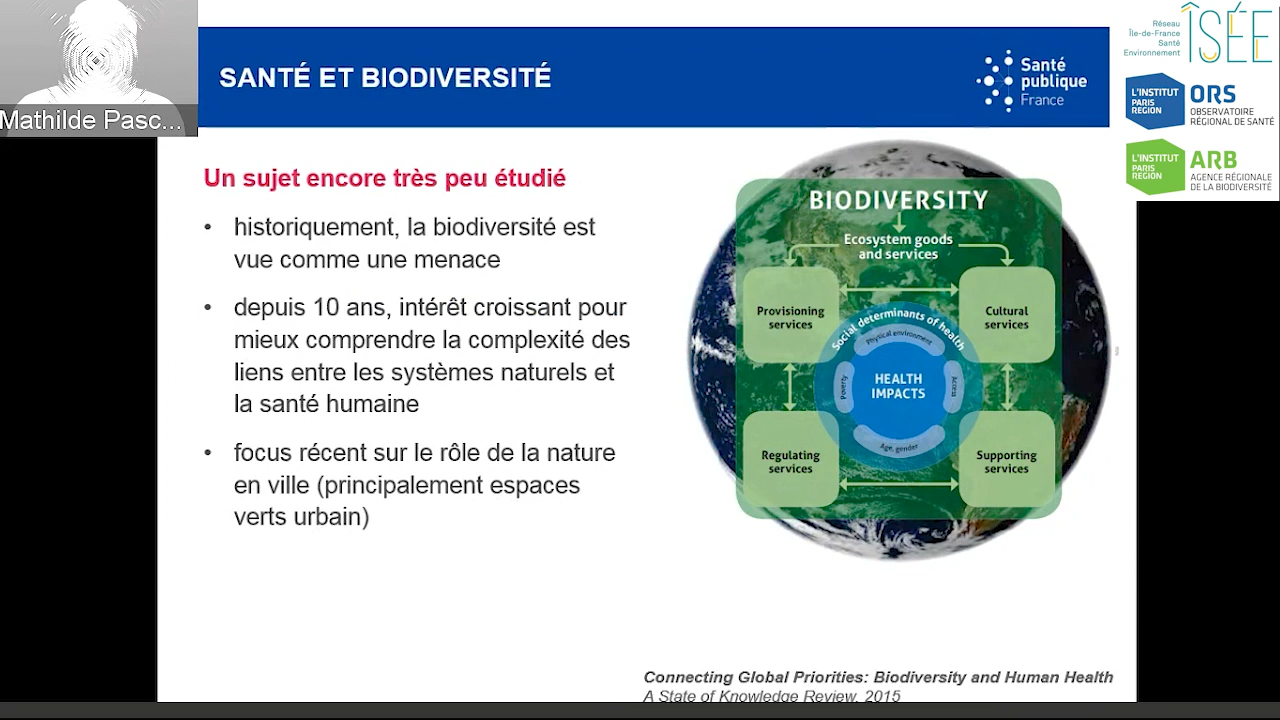 Mathilde Pasc...
SANTÉ ET BIODIVERSITÉ
Santé
publique
France
Réseau
Île-de-France
Santé
Environnement
ÎSÉE
L'INSTITUT
PARIS
REGION
ORS
OBSERVATOIRE
RÉGIONAL DE SANTÉ
L'INSTITUT
PARIS
REGION
ARB
AGENCE RÉGIONALE
DE LA BIODIVERSITÉ
Un sujet encore très peu étudié
• historiquement, la biodiversité est
vue comme une menace
• depuis 10 ans, intérêt croissant pour
mieux comprendre la complexité des
liens entre les systèmes naturels et
la santé humaine
• focus récent sur le rôle de la nature
en ville (principalement espaces
verts urbain)
BIODIVERSITY
Ecosystem goods
and services
Provisioning
services
Cultural
services
Social determinants of health
Physical environment
Poverty
HEALTH
IMPACTS
Access
Age, gender
Regulating
services
Supporting
services
Connecting Global Priorities: Biodiversity and Human Health
A State of Knowledge Review, 2015